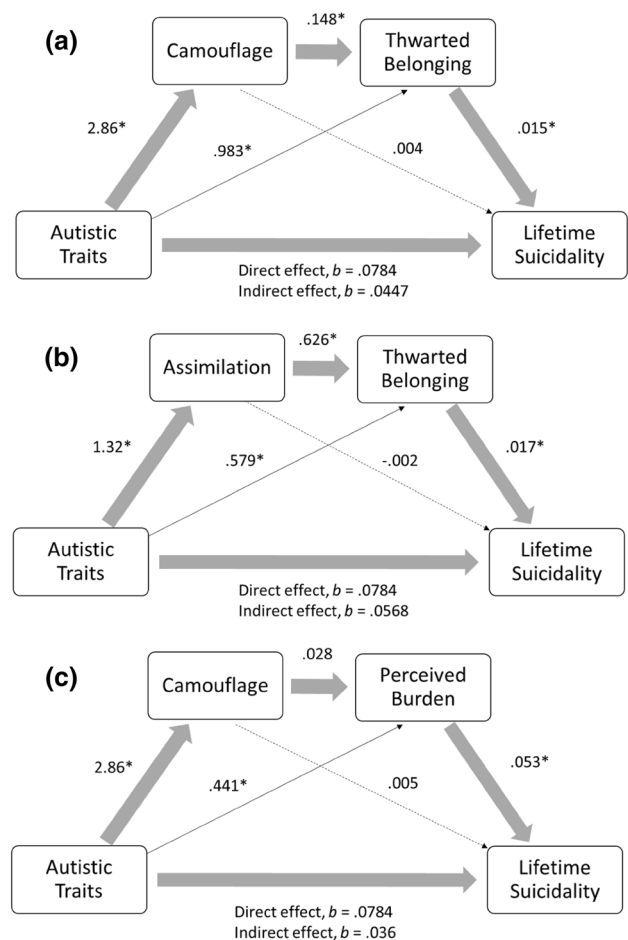 (a)
.148*
Camouflage
Thwarted
Belonging
2.86*
.983*
.004
.015*
Autistic
Traits
Lifetime
Suicidality
Direct effect, b = .0784
Indirect effect, b = .0447
(b)
.626*
Assimilation
Thwarted
Belonging
1.32*
.579*
-.002
.017*
Autistic
Traits
Lifetime
Suicidality
Direct effect, b = .0784
Indirect effect, b = .0568
(c)
.028
Camouflage
Perceived
Burden
2.86*
.441*
.005
.053*
Autistic
Traits
Lifetime
Suicidality
Direct effect, b = .0784
Indirect effect, b = .036